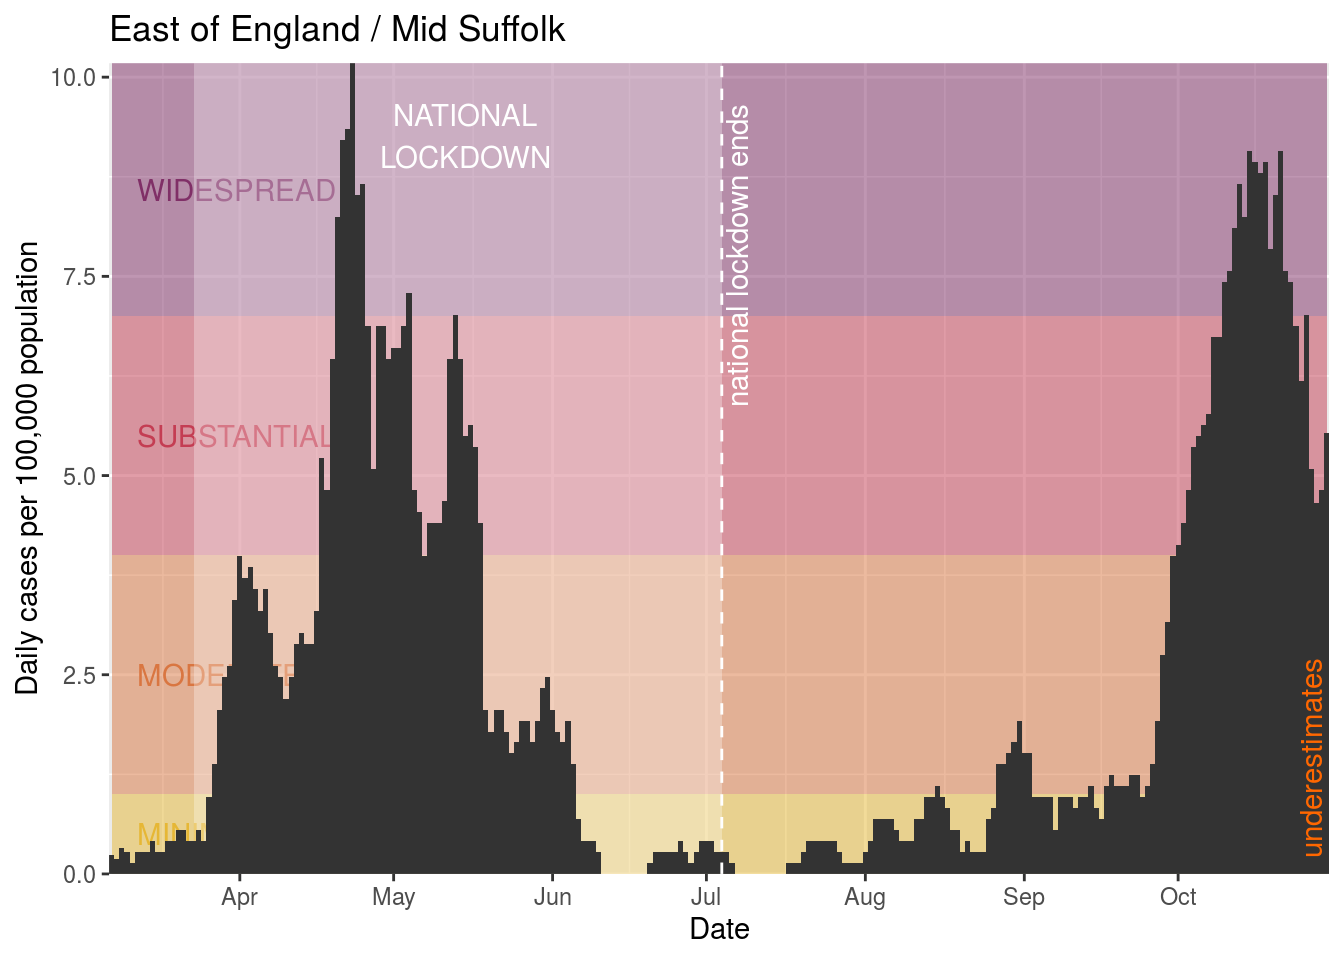 East of England / Mid Suffolk
Daily cases per 100,000 population
10.0
7.5
5.0
2.5
0.0
NATIONAL
LOCKDOWN
WIDESPREAD
SUBSTANTIAL
national lockdown ends
underestimates
Apr
May
Jun
Jul
Aug
Sep
Oct
Date